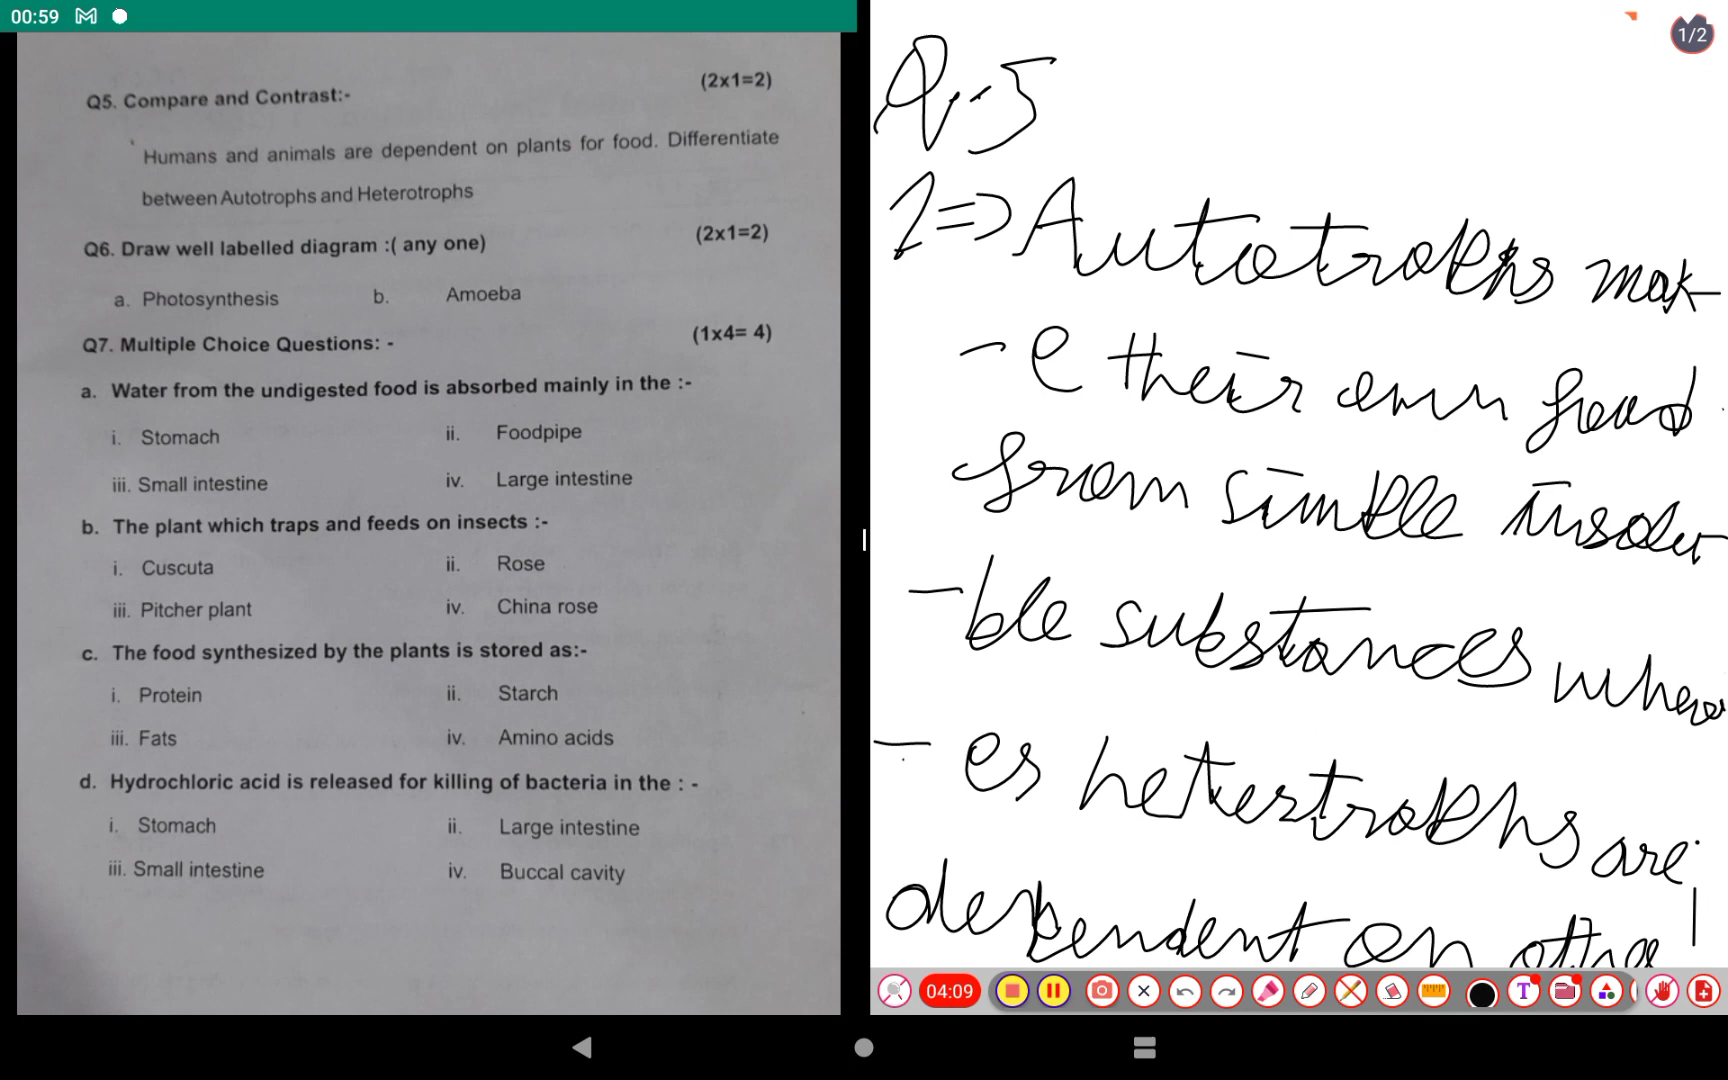 00:59
Q5. Compare and Contrast:- (2x1=2)
Humans and animals are dependent on plants for food. Differentiate
between Autotrophs and Heterotrophs
Q6. Draw well labelled diagram :( any one) (2x1=2)
a. Photosynthesis b. Amoeba
Q7. Multiple Choice Questions: - (1x4= 4)
a. Water from the undigested food is absorbed mainly in the :-
i. Stomach ii. Foodpipe
iii. Small intestine iv. Large intestine
b. The plant which traps and feeds on insects :-
i. Cuscuta ii. Rose
iii. Pitcher plant iv. China rose
c. The food synthesized by the plants is stored as:-
i. Protein ii. Starch
iii. Fats iv. Amino acids
d. Hydrochloric acid is released for killing of bacteria in the : -
i. Stomach ii. Large intestine
iii. Small intestine iv. Buccal cavity
1/2
Q.5
1=> Autotrophs mak-
-e their own food
from simple insolu-
-ble substances where
-es heterotrophs are
dependent on othe
04:09
T